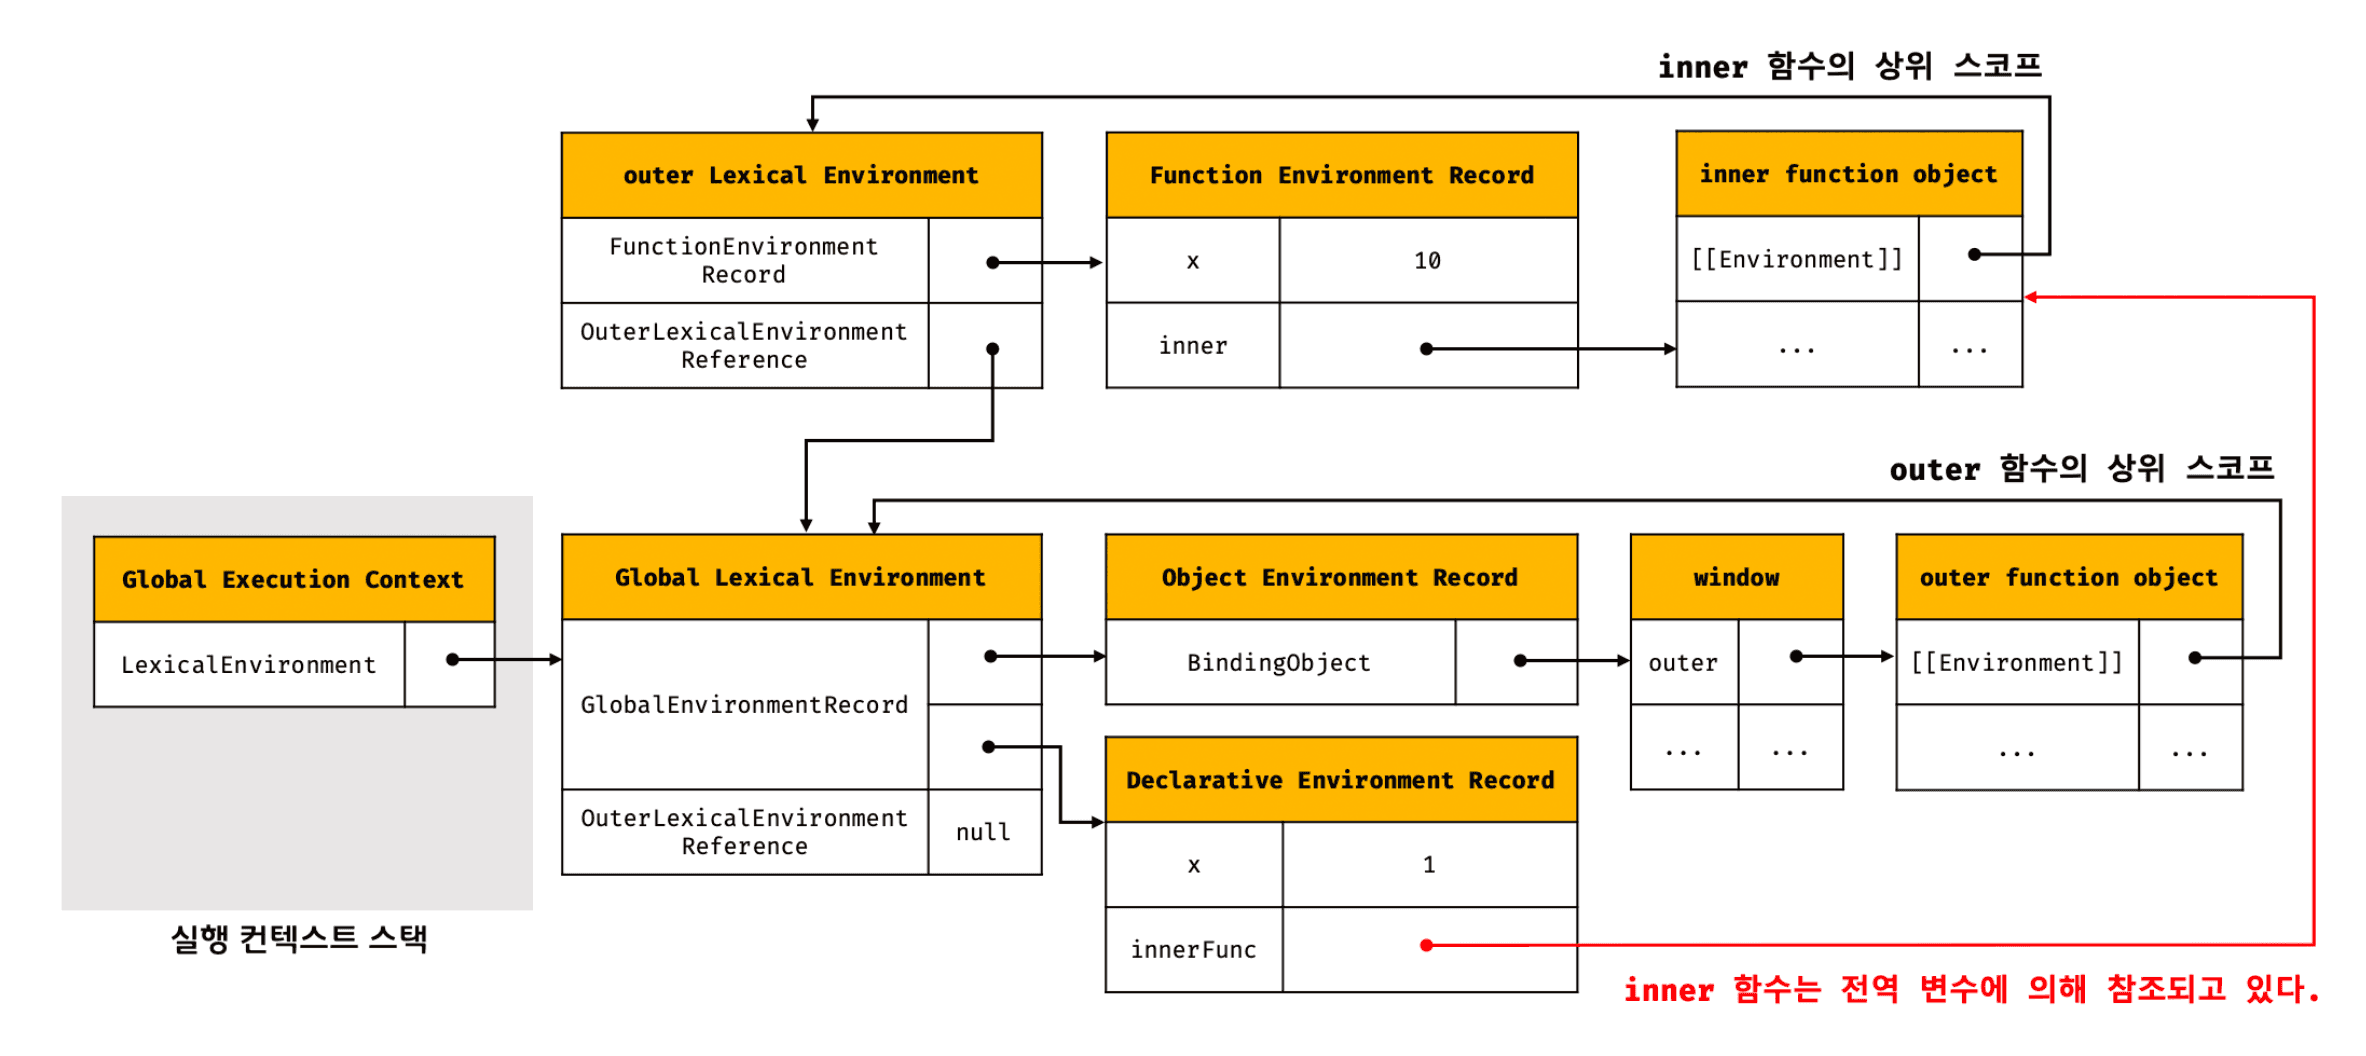 inner 함수의 상위 스코프
outer Lexical Environment
FunctionEnvironment
Record
OuterLexicalEnvironment
Reference
Function Environment Record
x
10
inner
inner function object
[[Environment]]
...
...
outer 함수의 상위 스코프
Global Execution Context
LexicalEnvironment
실행 컨텍스트 스택
Global Lexical Environment
GlobalEnvironmentRecord
OuterLexicalEnvironment
Reference
null
Object Environment Record
BindingObject
window
outer
...
...
outer function object
[[Environment]]
...
...
Declarative Environment Record
x
1
innerFunc
inner 함수는 전역 변수에 의해 참조되고 있다.